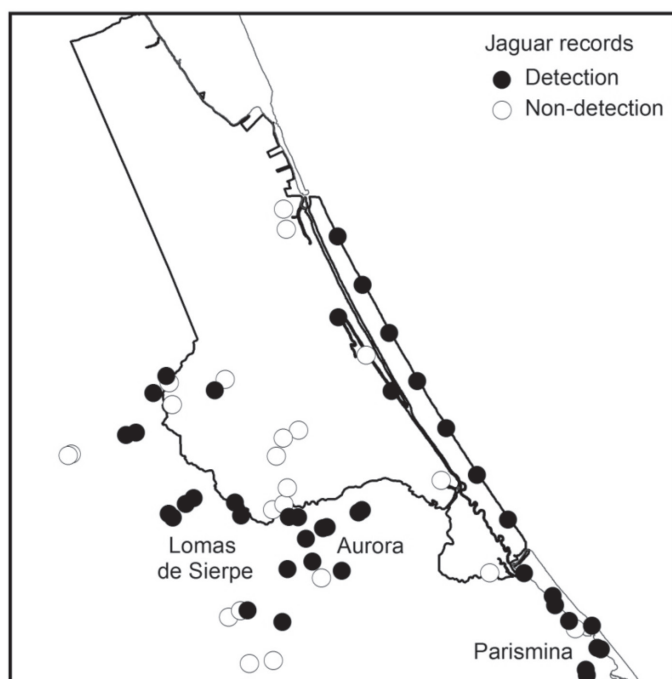 Jaguar records
Detection
Non-detection
Lomas
de Sierpe
Aurora
Parismina